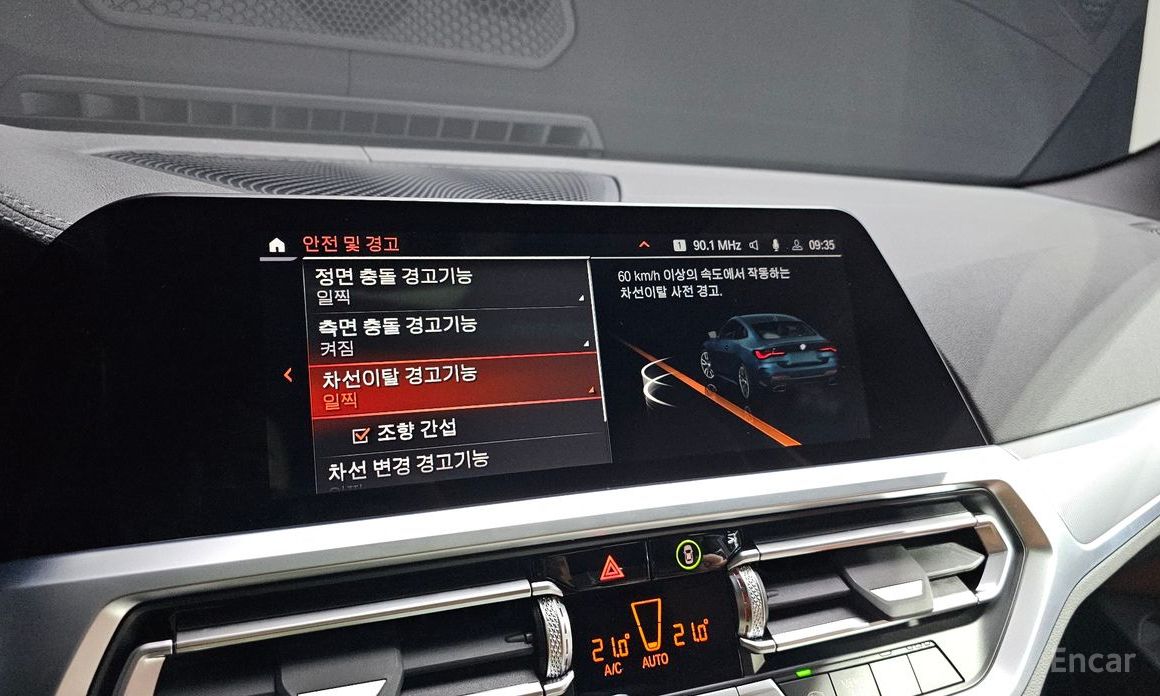 안전 및 경고
1 90.1 MHz 09:35
정면 충돌 경고기능
일찍
측면 충돌 경고기능
켜짐
차선이탈 경고기능
일찍
조향 간섭
차선 변경 경고기능
60 km/h 이상의 속도에서 작동하는
차선이탈 사전 경고.
21.0° 21.0°
A/C AUTO
Encar